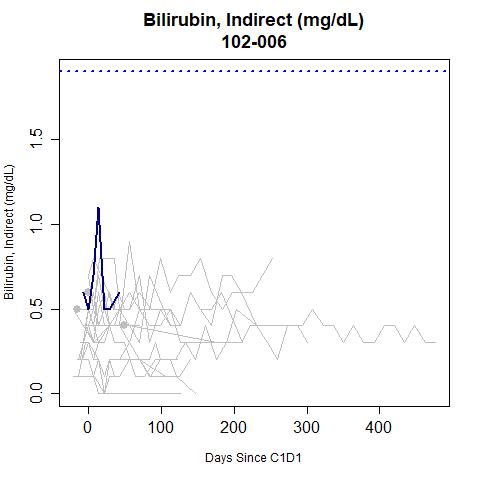 Bilirubin, Indirect (mg/dL)
102-006
Bilirubin, Indirect (mg/dL)
1.5
1.0
0.5
0.0
0 100 200 300 400
Days Since C1D1